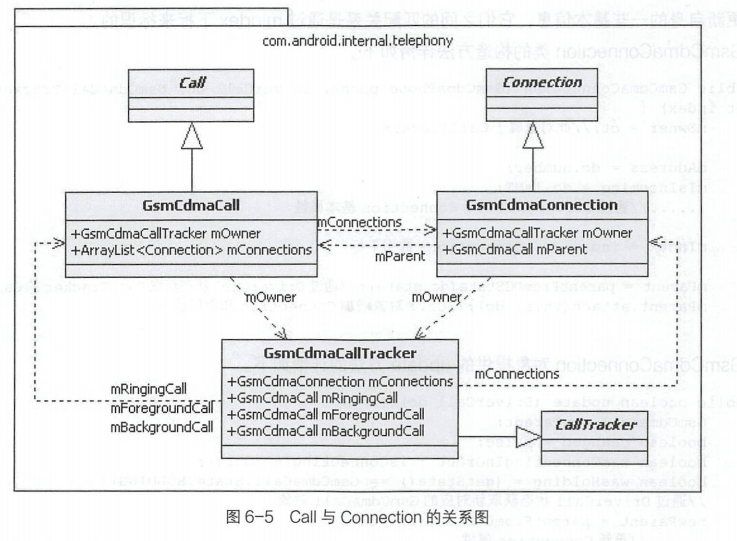 com.android.internal.telephony
Call
Connection
GsmCdmaCall
+GsmCdmaCallTracker mOwner
+ArrayList<Connection> mConnections
mConnections
mParent
GsmCdmaConnection
+GsmCdmaCallTracker mOwner
+GsmCdmaCall mParent
mOwner
mOwner
GsmCdmaCallTracker
+GsmCdmaConnection mConnections
+GsmCdmaCall mRingingCall
+GsmCdmaCall mForegroundCall
+GsmCdmaCall mBackgroundCall
mConnections
mRingingCall
mForegroundCall
mBackgroundCall
CallTracker
图 6-5 Call 与 Connection 的关系图